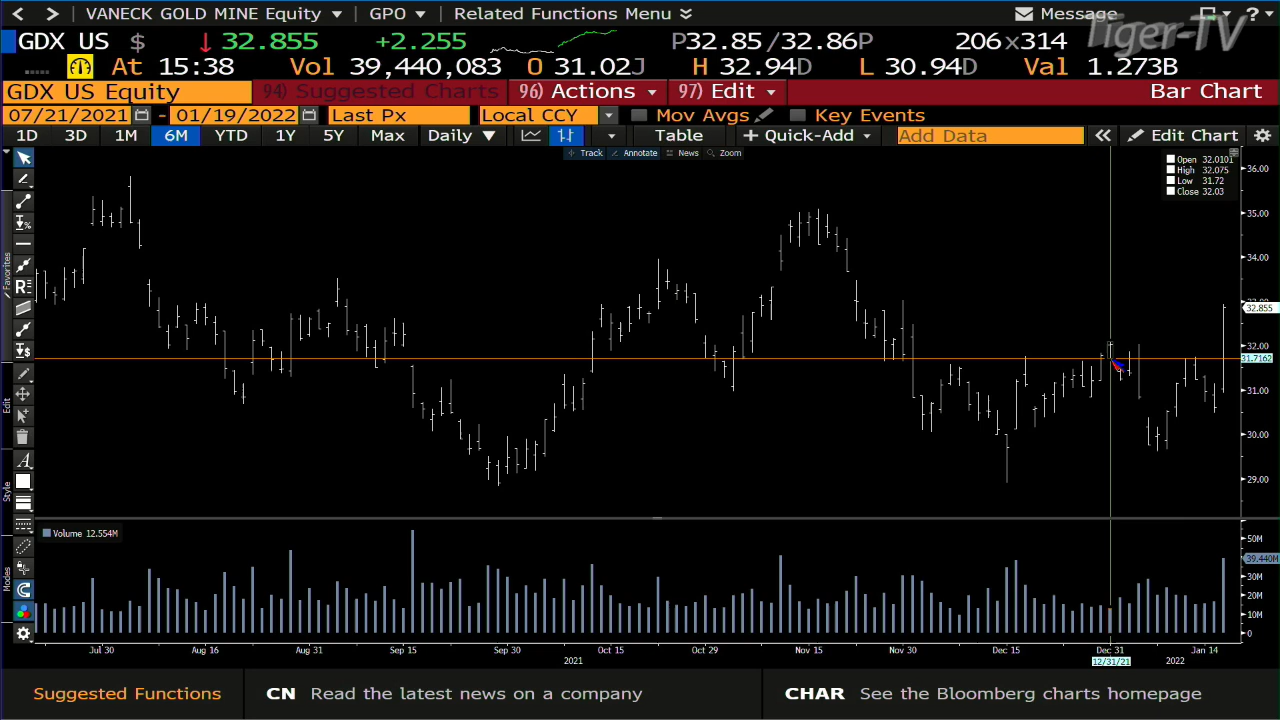 VANECK GOLD MINE Equity GPO Related Functions Menu Message ?
GDX US $ 32.855 +2.255 P32.85/32.86P 206x314
Tiger-TV
At 15:38 Vol 39,440,083 O 31.02J H 32.94D L 30.94D Val 1.273B
GDX US Equity 94) Suggested Charts 96) Actions 97) Edit Bar Chart
07/21/2021 - 01/19/2022 Last Px Local CCY Mov Avgs Key Events
1D 3D 1M 6M YTD 1Y 5Y Max Daily ▼ Table + Quick-Add Add Data « Edit Chart
Track Annotate News Zoom
Open 32.0101
High 32.075
Low 31.72
Close 32.03
36.00
35.00
34.00
33.00
32.855
32.00
31.7162
31.00
30.00
29.00
Favorites
Edit
Style
Modes
Volume 12.554M
50M
39.440M
30M
20M
10M
0
Jul 30 Aug 16 Aug 31 Sep 15 Sep 30 Oct 15 Oct 29 Nov 15 Nov 30 Dec 15 Dec 31 Jan 14
2021 12/31/21 2022
Suggested Functions CN Read the latest news on a company CHAR See the Bloomberg charts homepage